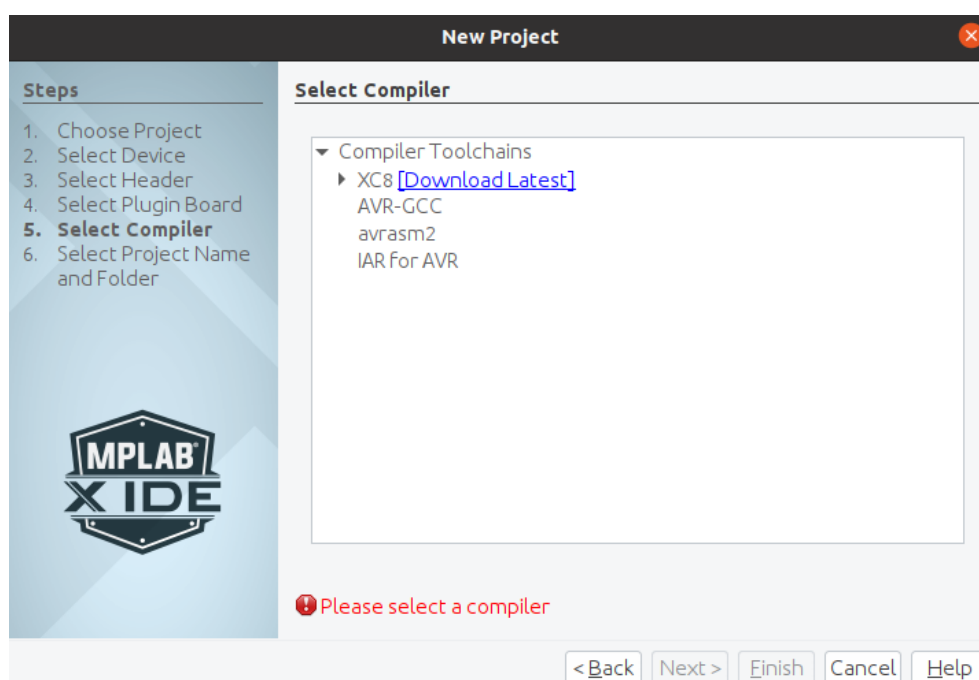 New Project
Steps
1. Choose Project
2. Select Device
3. Select Header
4. Select Plugin Board
5. Select Compiler
6. Select Project Name
and Folder
MPLAB®
X IDE
Select Compiler
Compiler Toolchains
XC8 [Download Latest]
AVR-GCC
avrasm2
IAR for AVR
Please select a compiler
< Back
Next >
Finish
Cancel
Help